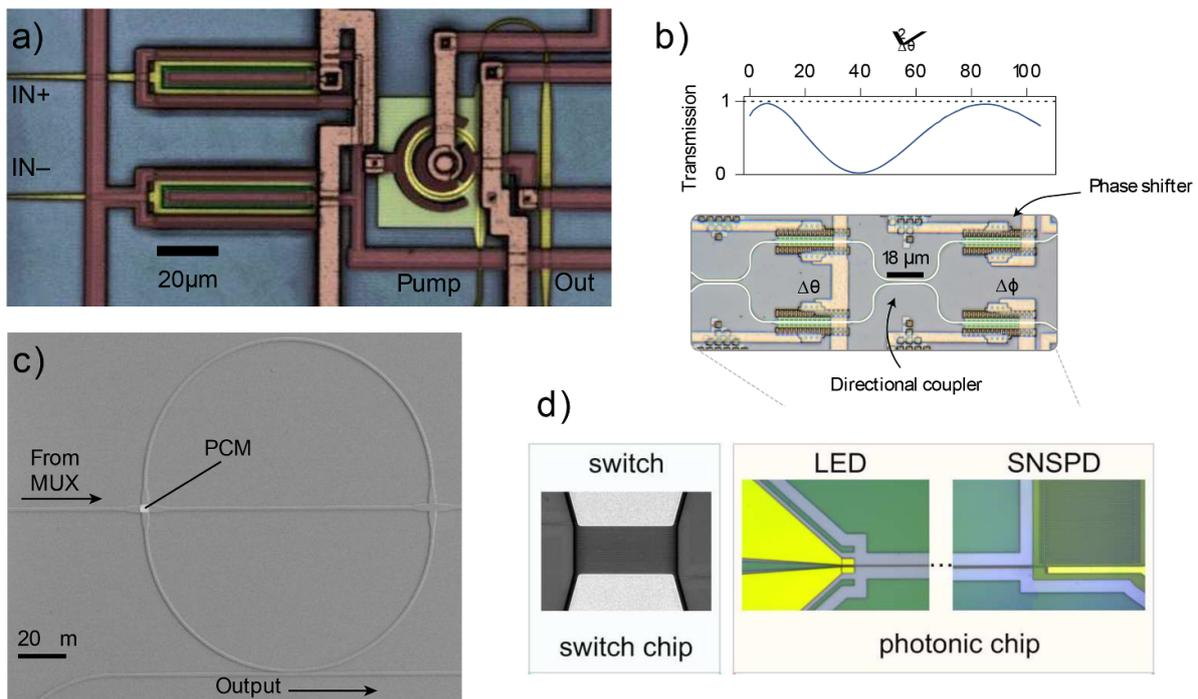 a)
IN+
IN–
20µm
Pump
Out
b)
0 20 40 60 80 100
Transmission
1
0
Phase shifter
18 µm
Δθ
Δϕ
Directional coupler
c)
From
MUX
PCM
20 m
Output
d)
switch
LED
SNSPD
...
switch chip
photonic chip